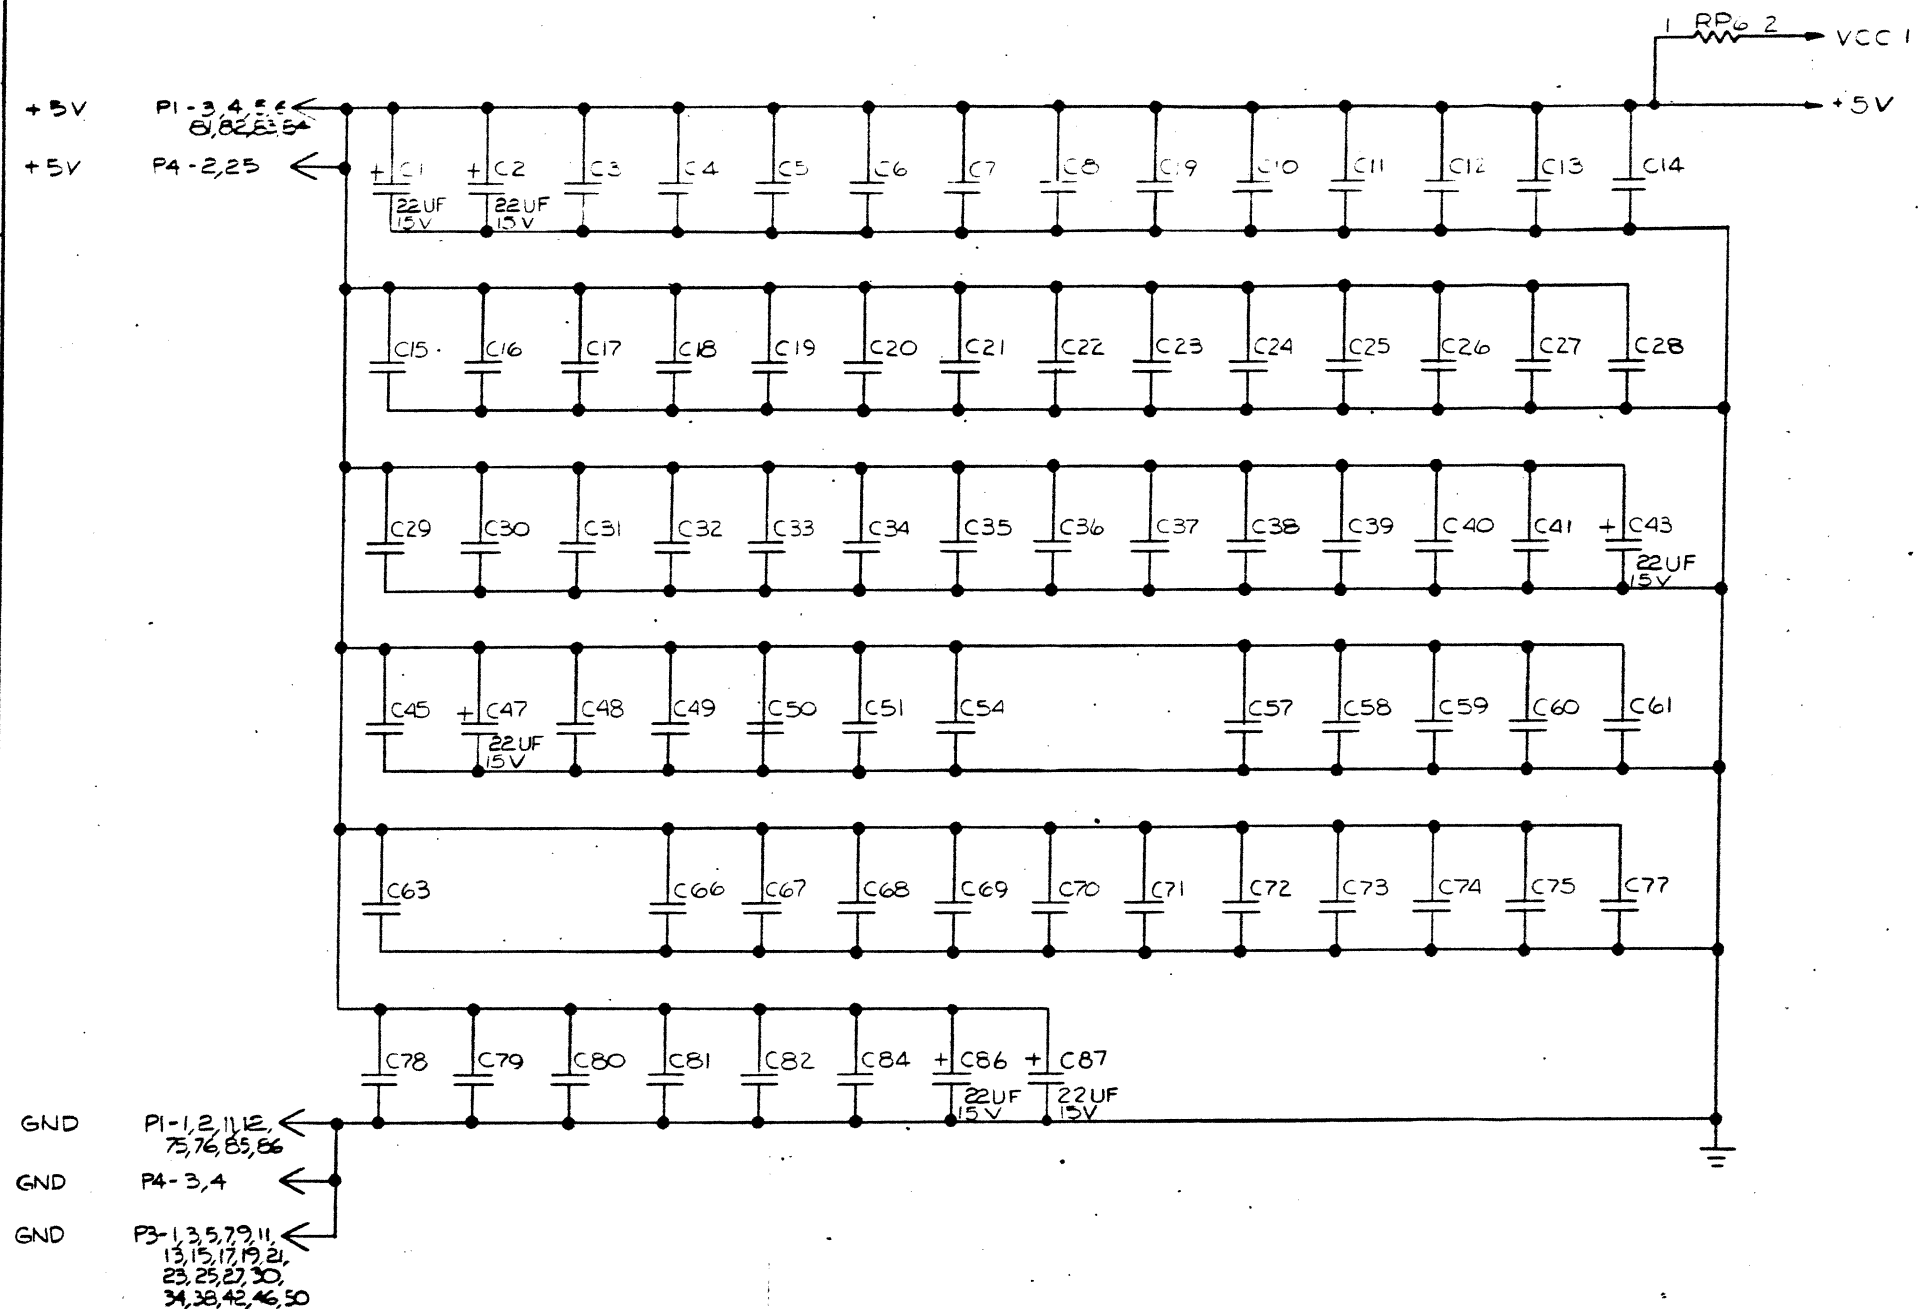 1 RP6 2 VCC 1
+5V P1-3,4,5,6
81,82,83,84
+5V
+5V P4-2,25
+ C1 + C2 C3 C4 C5 C6 C7 C8 C19 C10 C11 C12 C13 C14
22UF 22UF
15V 15V
C15 C16 C17 C18 C19 C20 C21 C22 C23 C24 C25 C26 C27 C28
C29 C30 C31 C32 C33 C34 C35 C36 C37 C38 C39 C40 C41 + C43
22UF
15V
C45 + C47 C48 C49 C50 C51 C54 C57 C58 C59 C60 C61
22UF
15V
C63 C66 C67 C68 C69 C70 C71 C72 C73 C74 C75 C77
C78 C79 C80 C81 C82 C84 + C86 + C87
22UF 22UF
15V 15V
GND P1-1,2,11,12,
75,76,85,86
GND P4-3,4
GND P3-1,3,5,7,9,11,
13,15,17,19,21,
23,25,27,30,
34,38,42,46,50